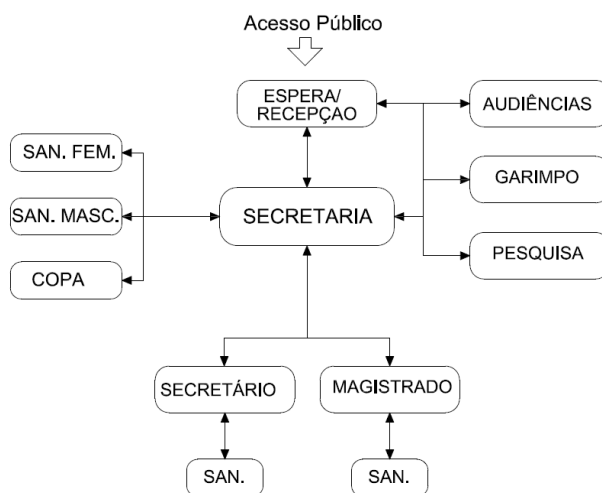 Acesso Público
ESPERA/
RECEPÇAO
AUDIÊNCIAS
SAN. FEM.
GARIMPO
SAN. MASC.
SECRETARIA
PESQUISA
COPA
SECRETÁRIO
MAGISTRADO
SAN.
SAN.